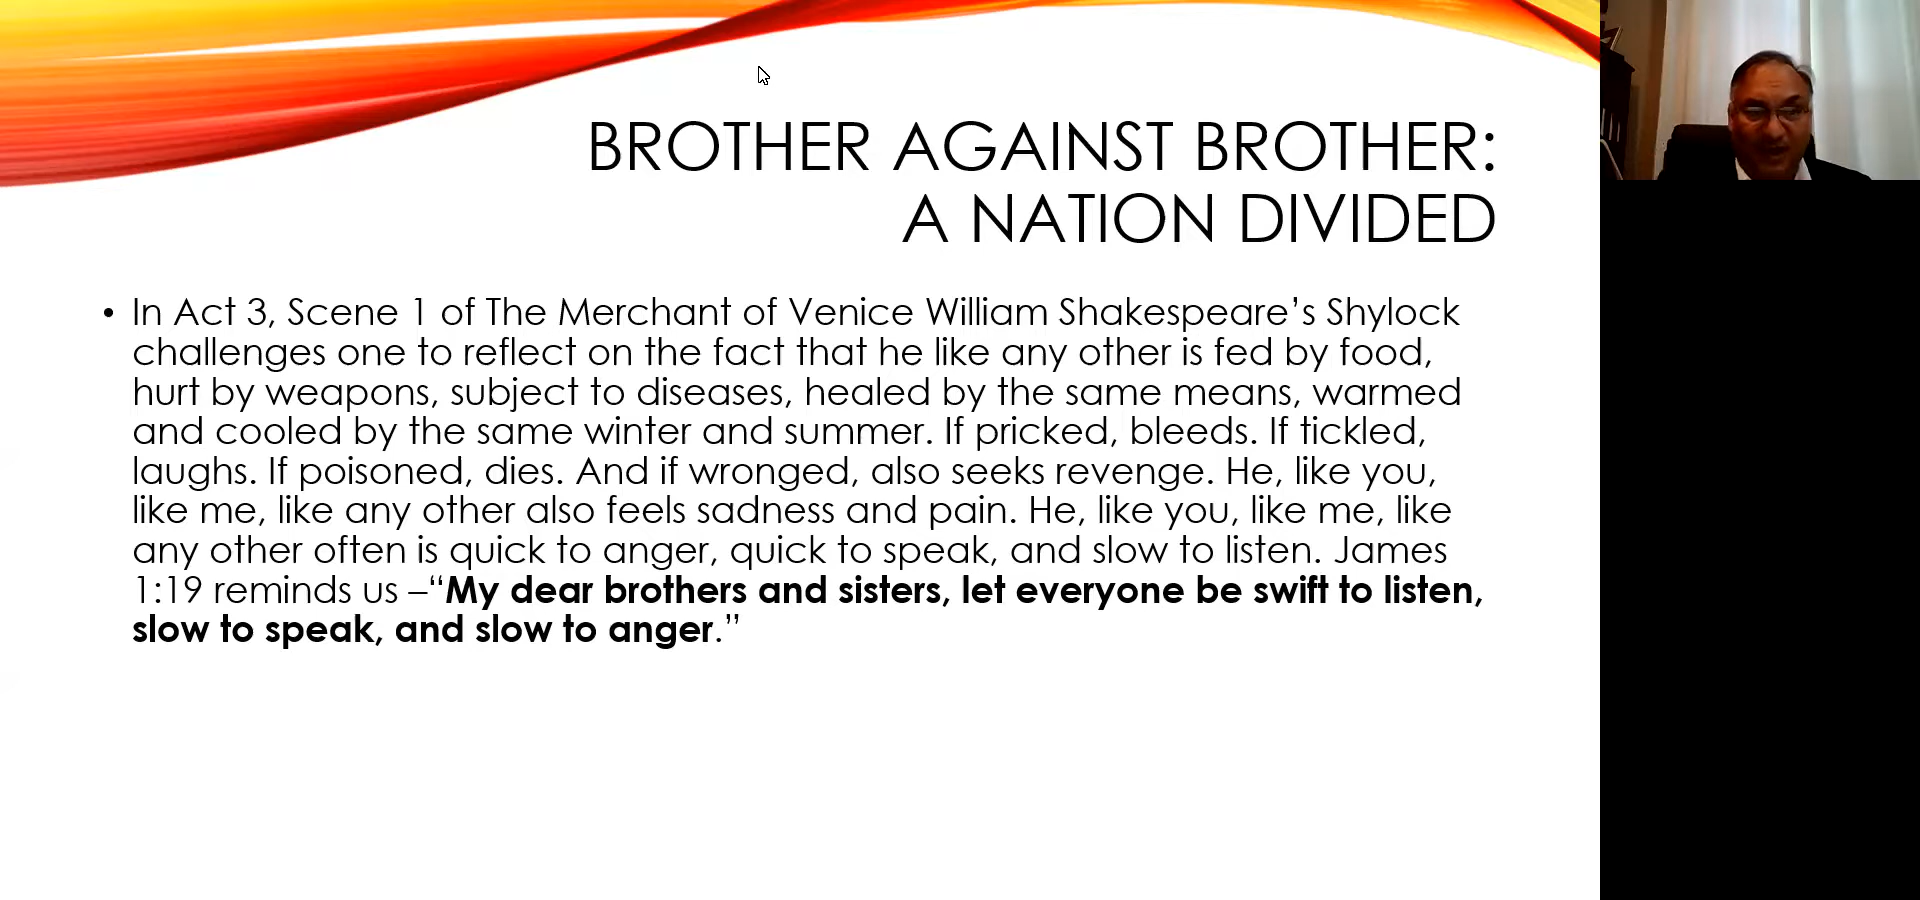 BROTHER AGAINST BROTHER:
A NATION DIVIDED
• In Act 3, Scene 1 of The Merchant of Venice William Shakespeare’s Shylock
challenges one to reflect on the fact that he like any other is fed by food,
hurt by weapons, subject to diseases, healed by the same means, warmed
and cooled by the same winter and summer. If pricked, bleeds. If tickled,
laughs. If poisoned, dies. And if wronged, also seeks revenge. He, like you,
like me, like any other also feels sadness and pain. He, like you, like me, like
any other often is quick to anger, quick to speak, and slow to listen. James
1:19 reminds us –“My dear brothers and sisters, let everyone be swift to listen,
slow to speak, and slow to anger.”